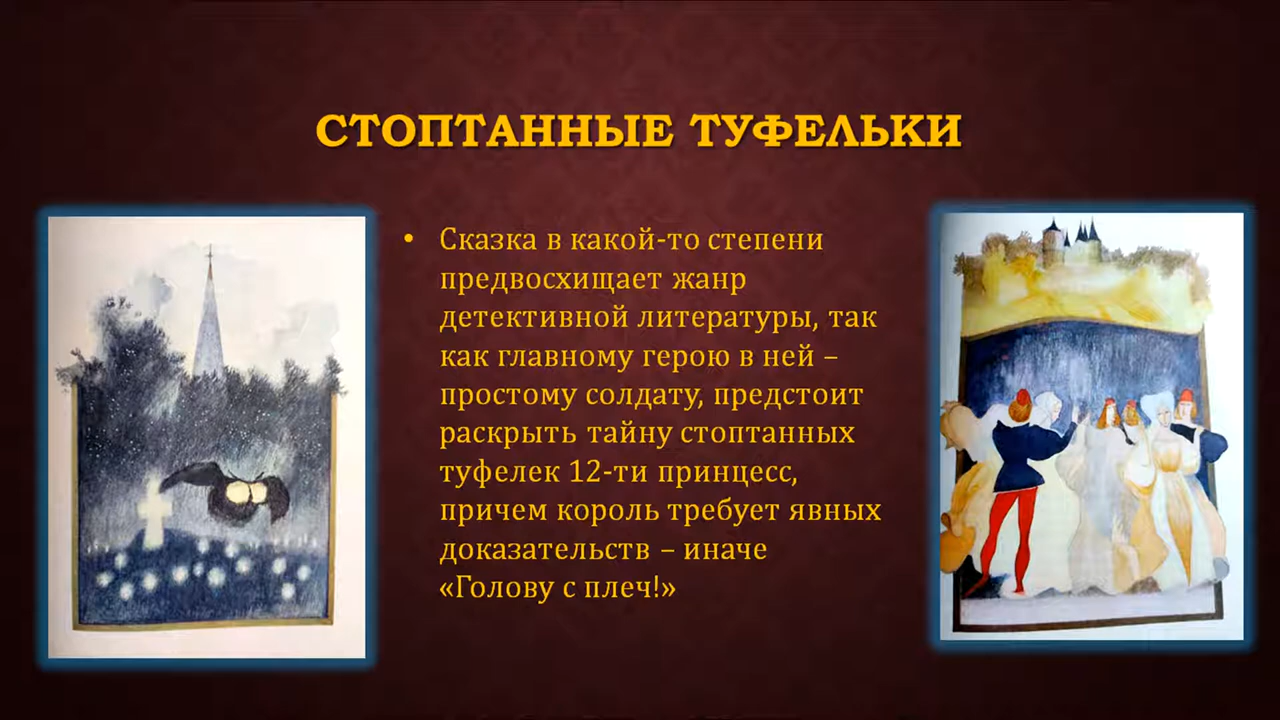 СТОПТАННЫЕ ТУФЕЛЬКИ
• Сказка в какой-то степени
предвосхищает жанр
детективной литературы, так
как главному герою в ней –
простому солдату, предстоит
раскрыть тайну стоптанных
туфелек 12-ти принцесс,
причем король требует явных
доказательств – иначе
«Голову с плеч!»